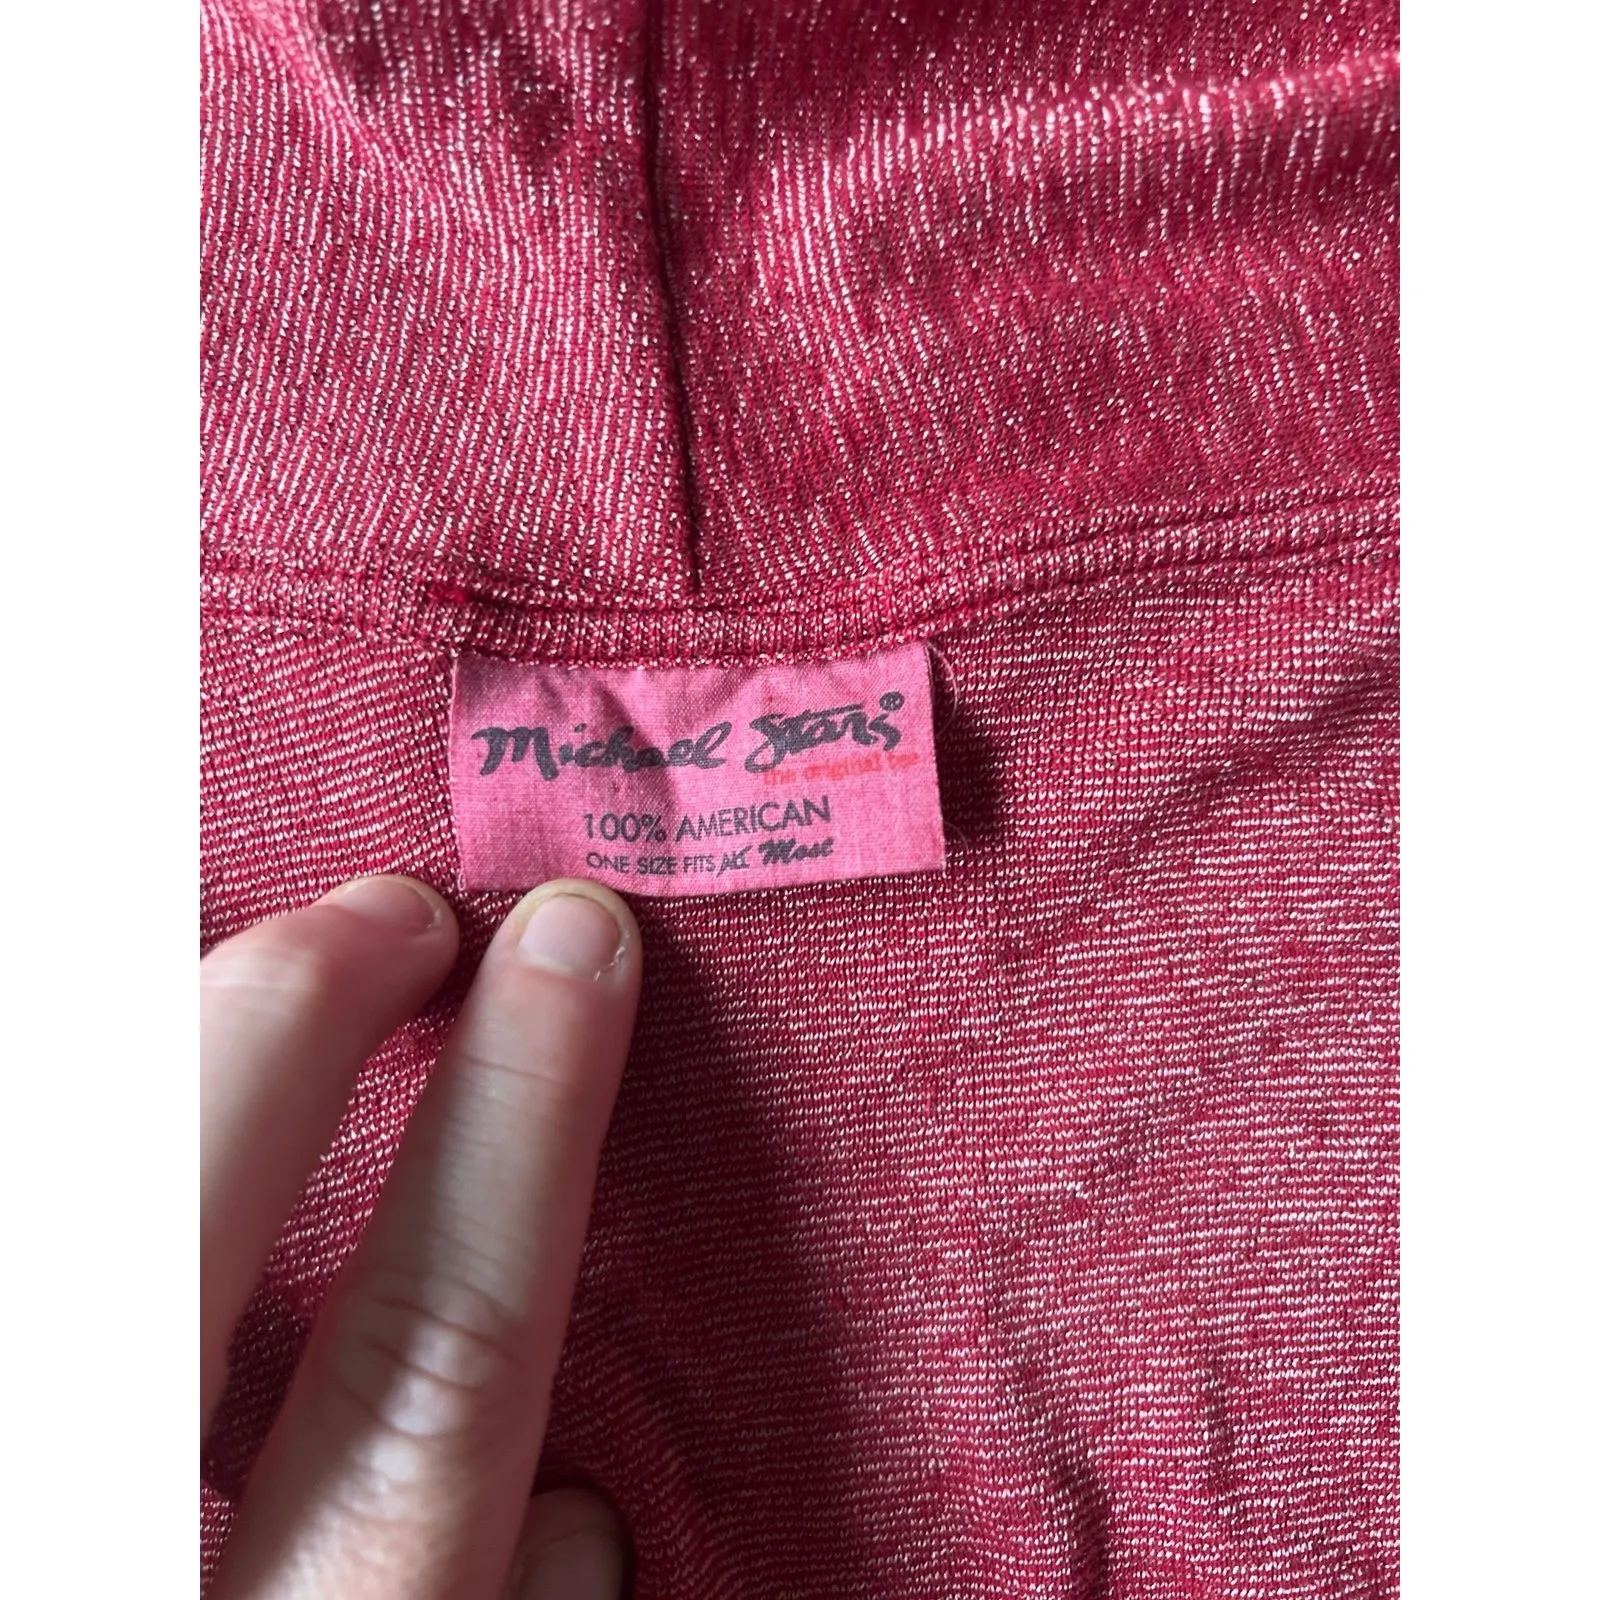 Michael Stars®
the original tee
100% AMERICAN
ONE SIZE FITS ALL Most